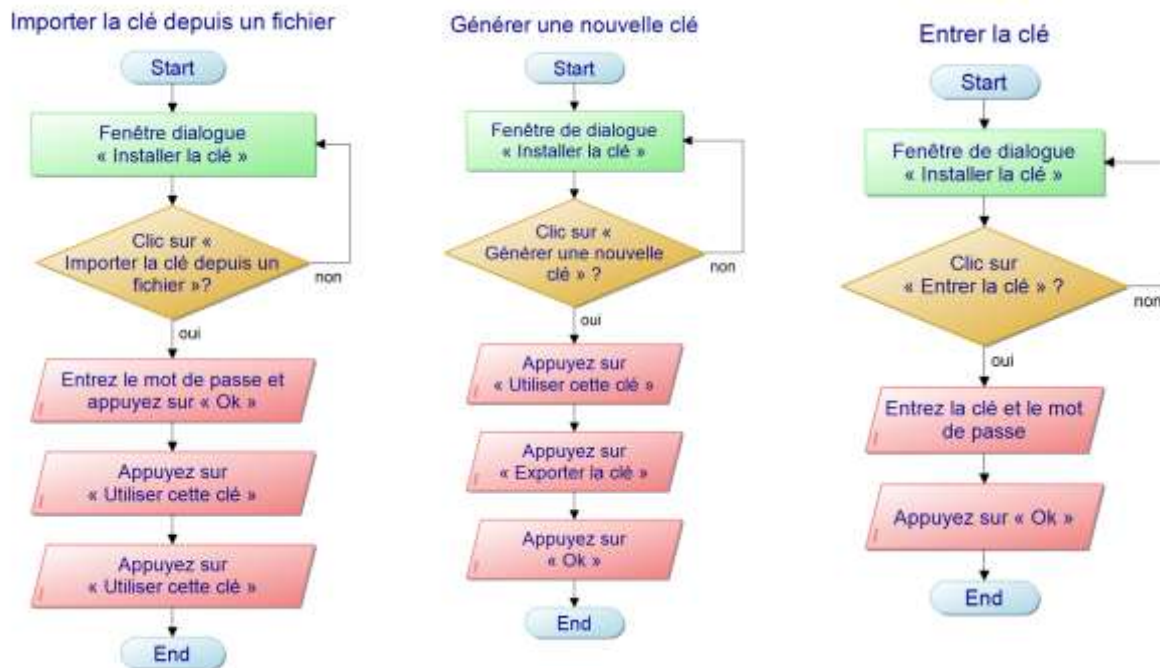 Importer la clé depuis un fichier
Start
Fenêtre dialogue
« Installer la clé »
Clic sur «
Importer la clé depuis un
fichier »?
non
oui
Entrez le mot de passe et
appuyez sur « Ok »
Appuyez sur
« Utiliser cette clé »
Appuyez sur
« Utiliser cette clé »
End
Générer une nouvelle clé
Start
Fenêtre de dialogue
« Installer la clé »
Clic sur «
Générer une nouvelle
clé » ?
non
oui
Appuyez sur
« Utiliser cette clé »
Appuyez sur
« Exporter la clé »
Appuyez sur
« Ok »
End
Entrer la clé
Start
Fenêtre de dialogue
« Installer la clé »
Clic sur
« Entrer la clé » ?
non
oui
Entrez la clé et le mot
de passe
Appuyez sur « Ok »
End